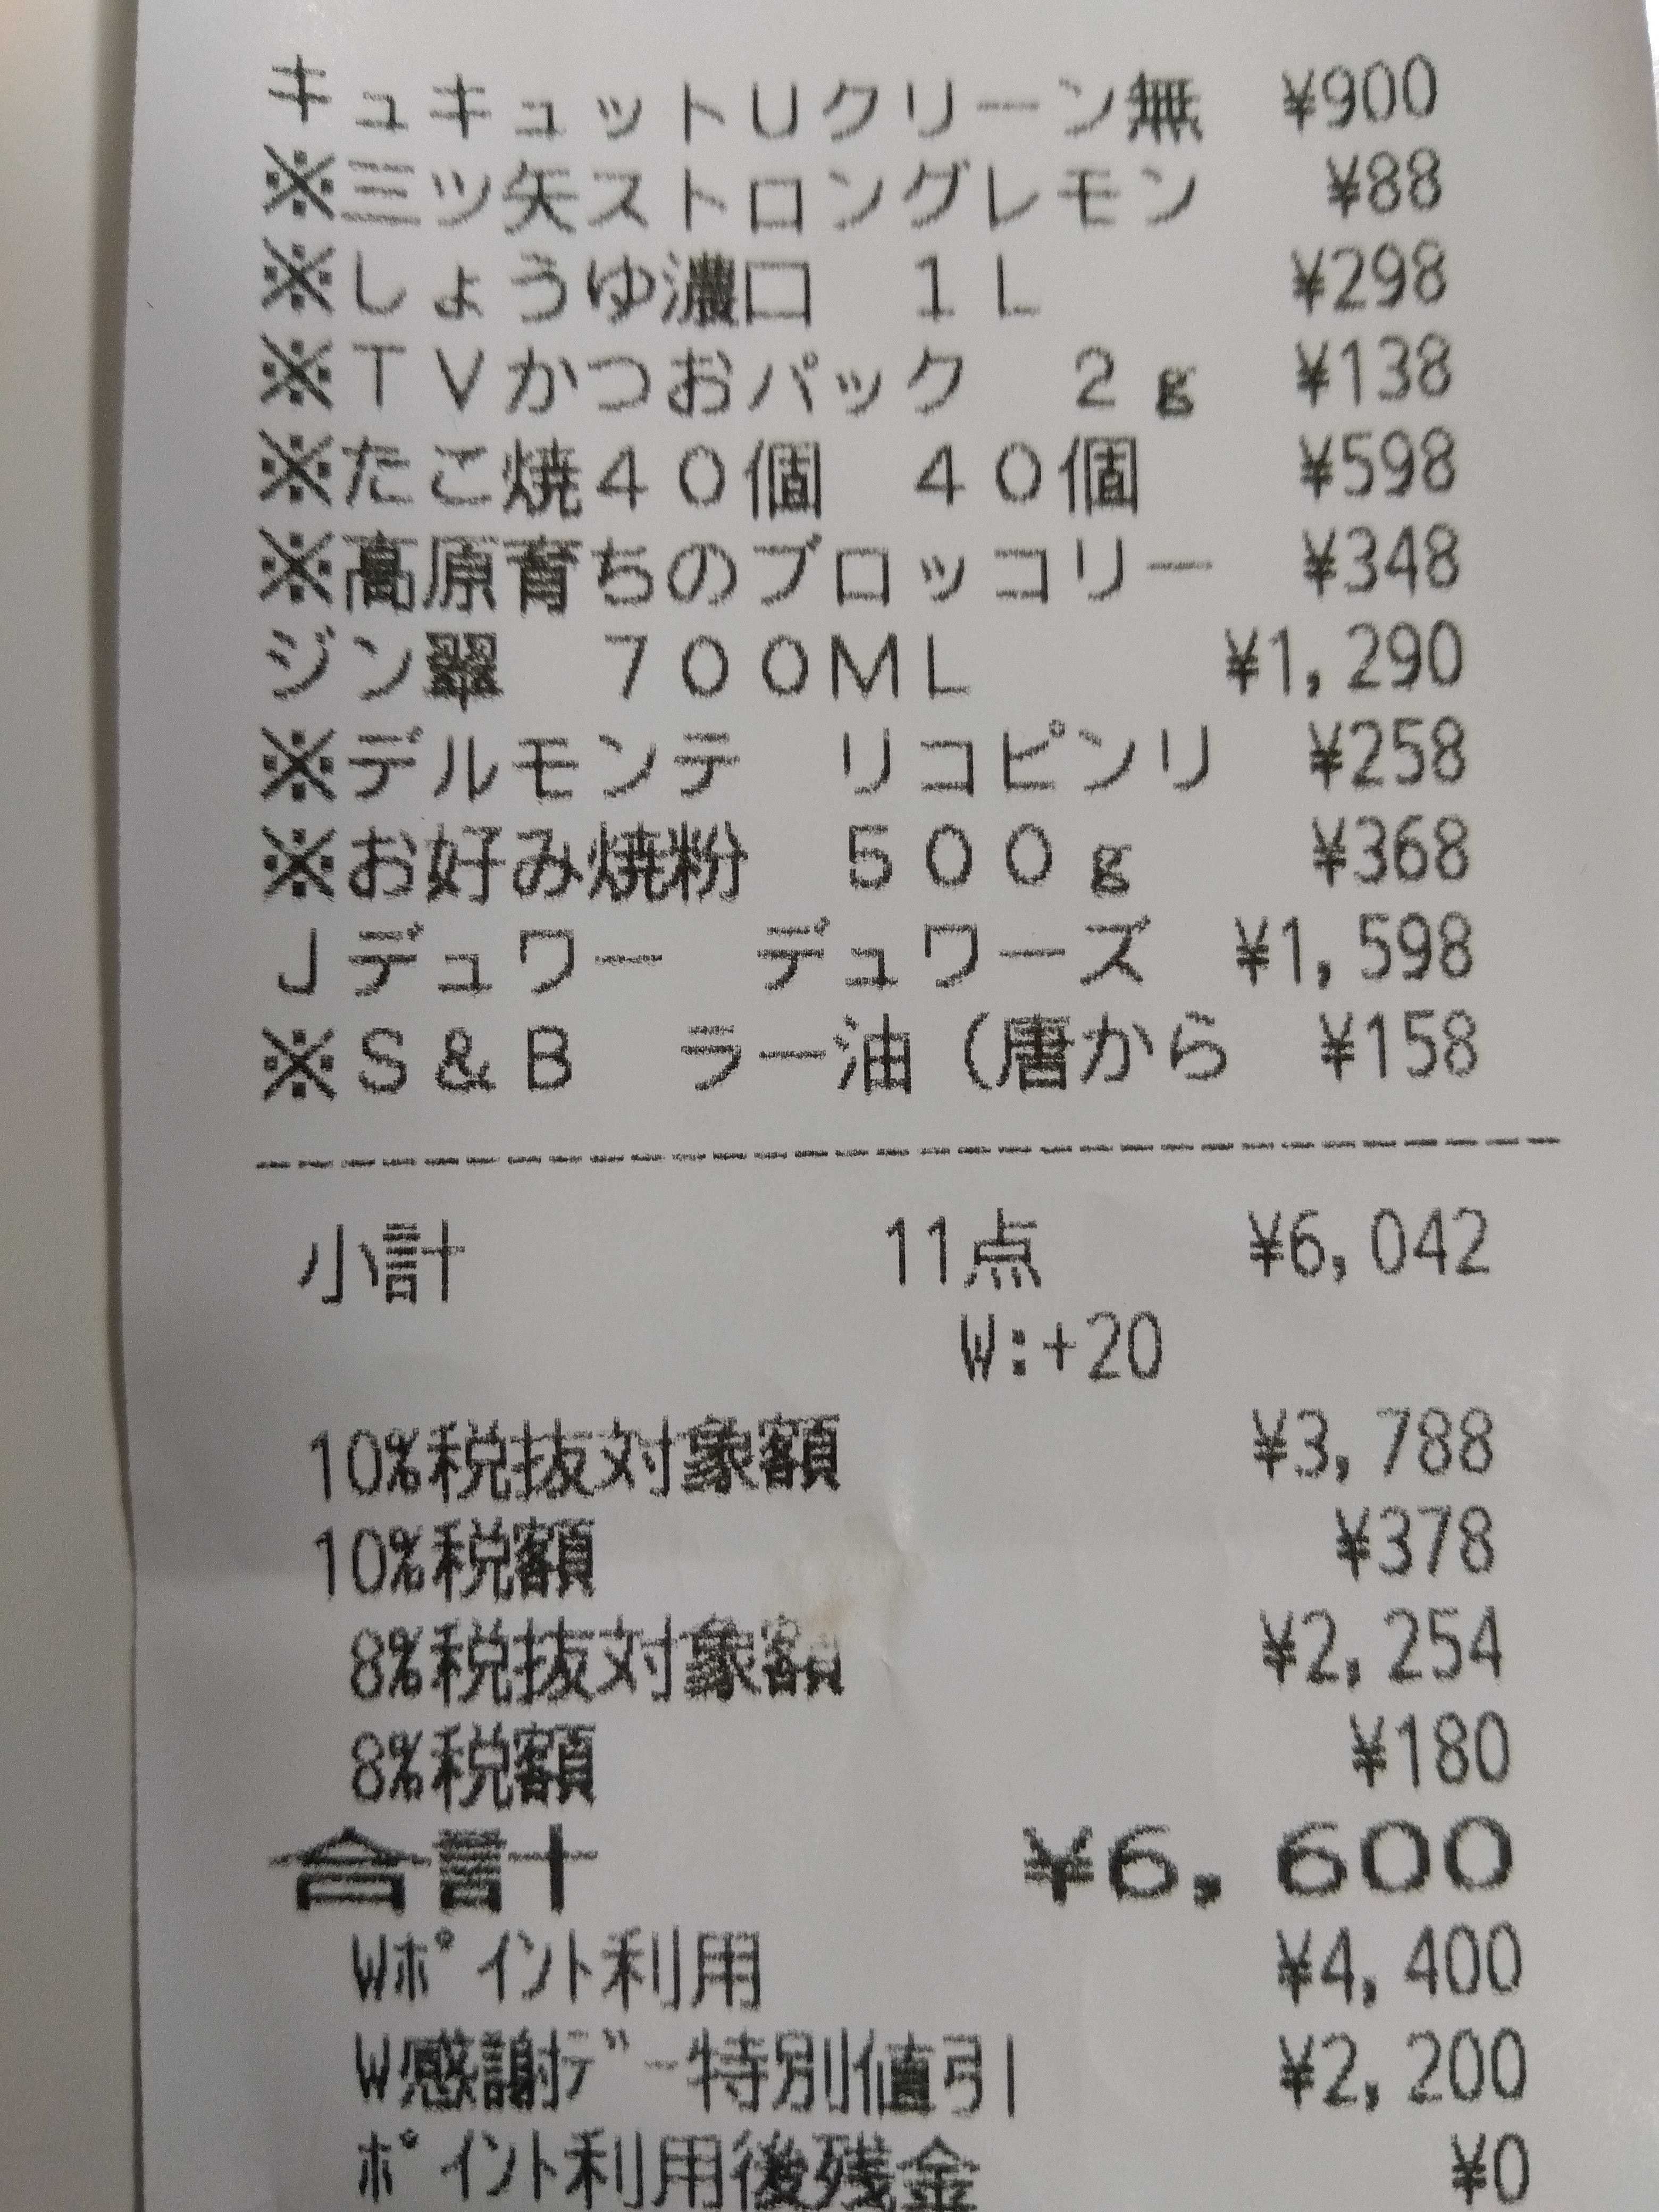 キュキュットUクリーン無 ¥900
※三ツ矢ストロングレモン ¥88
※しょうゆ濃口 1L ¥298
※TVかつおパック 2g ¥138
※たこ焼40個 40個 ¥598
※高原育ちのブロッコリー ¥348
ジン翠 700ML ¥1,290
※デルモンテ リコピンリ ¥258
※お好み焼粉 500g ¥368
Jデュワー デュワーズ ¥1,598
※S&B ラー油(唐から ¥158
小計 11点 ¥6,042
W:+20
10%税抜対象額 ¥3,788
10%税額 ¥378
8%税抜対象額 ¥2,254
8%税額 ¥180
合計 ¥6,600
Wﾎﾟｲﾝﾄ利用 ¥4,400
W感謝ﾃﾞｰ特別値引 ¥2,200
ﾎﾟｲﾝﾄ利用後残金 ¥0